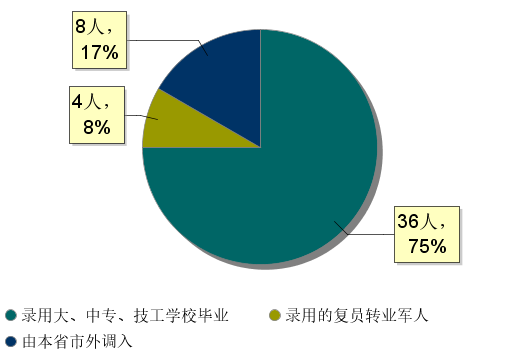 8人，
17%
4人，
8%
36人，
75%
录用大、中专、技工学校毕业
录用的复员转业军人
由本省市外调入